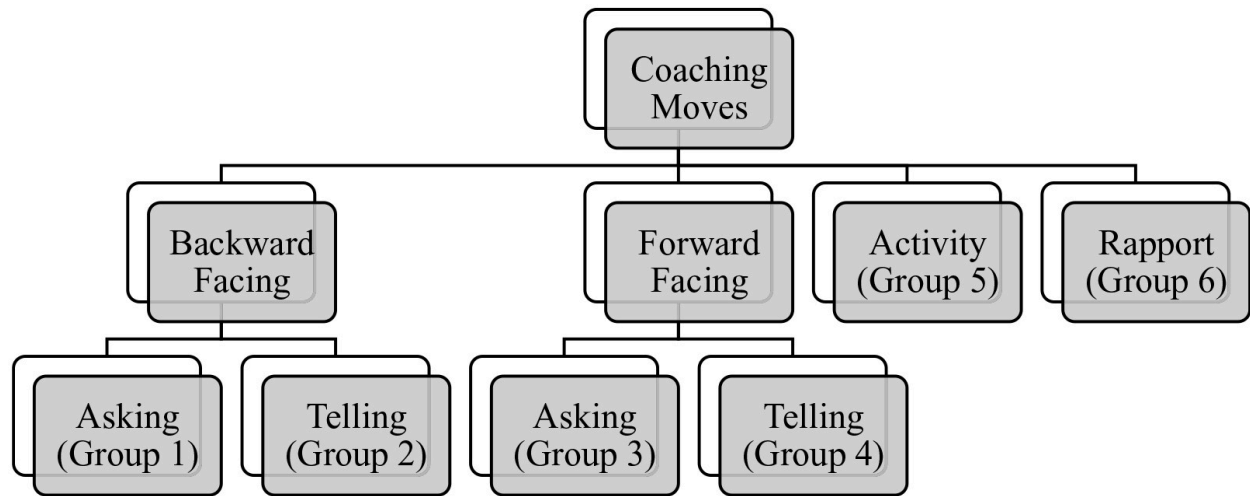 Coaching
Moves
Backward
Facing
Forward
Facing
Activity
(Group 5)
Rapport
(Group 6)
Asking
(Group 1)
Telling
(Group 2)
Asking
(Group 3)
Telling
(Group 4)